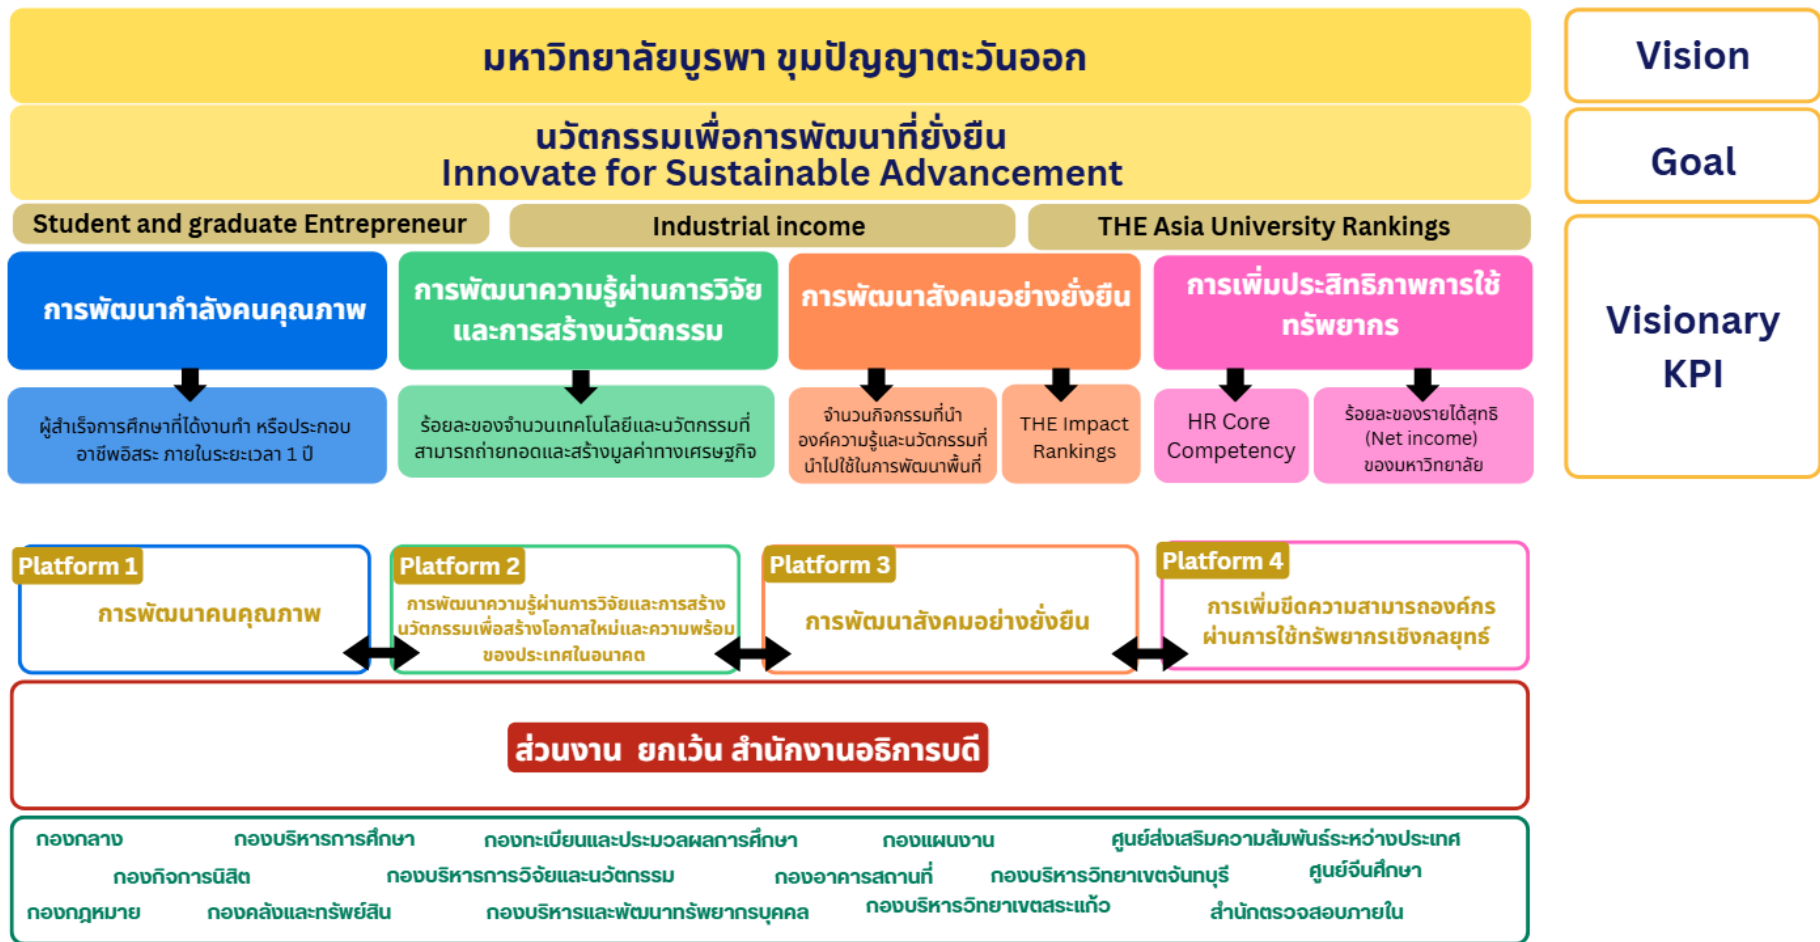 มหาวิทยาลัยบูรพา ขุมปัญญาตะวันออก
Vision
นวัตกรรมเพื่อการพัฒนาที่ยั่งยืน
Innovate for Sustainable Advancement
Goal
Student and graduate Entrepreneur
Industrial income
THE Asia University Rankings
Visionary
KPI
การพัฒนากำลังคนคุณภาพ
การพัฒนาความรู้ผ่านการวิจัย
และการสร้างนวัตกรรม
การพัฒนาสังคมอย่างยั่งยืน
การเพิ่มประสิทธิภาพการใช้
ทรัพยากร
ผู้สำเร็จการศึกษาที่ได้งานทำ หรือประกอบ
อาชีพอิสระ ภายในระยะเวลา 1 ปี
ร้อยละของจำนวนเทคโนโลยีและนวัตกรรมที่
สามารถถ่ายทอดและสร้างมูลค่าทางเศรษฐกิจ
จำนวนกิจกรรมที่นำ
องค์ความรู้และนวัตกรรมที่
นำไปใช้ในการพัฒนาพื้นที่
THE Impact
Rankings
HR Core
Competency
ร้อยละของรายได้สุทธิ
(Net income)
ของมหาวิทยาลัย
Platform 1
การพัฒนาคนคุณภาพ
Platform 2
การพัฒนาความรู้ผ่านการวิจัยและการสร้าง
นวัตกรรมเพื่อสร้างโอกาสใหม่และความพร้อม
ของประเทศในอนาคต
Platform 3
การพัฒนาสังคมอย่างยั่งยืน
Platform 4
การเพิ่มขีดความสามารถองค์กร
ผ่านการใช้ทรัพยากรเชิงกลยุทธ์
ส่วนงาน ยกเว้น สำนักงานอธิการบดี
กองกลาง
กองบริหารการศึกษา
กองทะเบียนและประมวลผลการศึกษา
กองแผนงาน
ศูนย์ส่งเสริมความสัมพันธ์ระหว่างประเทศ
กองกิจการนิสิต
กองบริหารการวิจัยและนวัตกรรม
กองอาคารสถานที่
กองบริหารวิทยาเขตจันทบุรี
ศูนย์จีนศึกษา
กองกฎหมาย
กองคลังและทรัพย์สิน
กองบริหารและพัฒนาทรัพยากรบุคคล
กองบริหารวิทยาเขตสระแก้ว
สำนักตรวจสอบภายใน